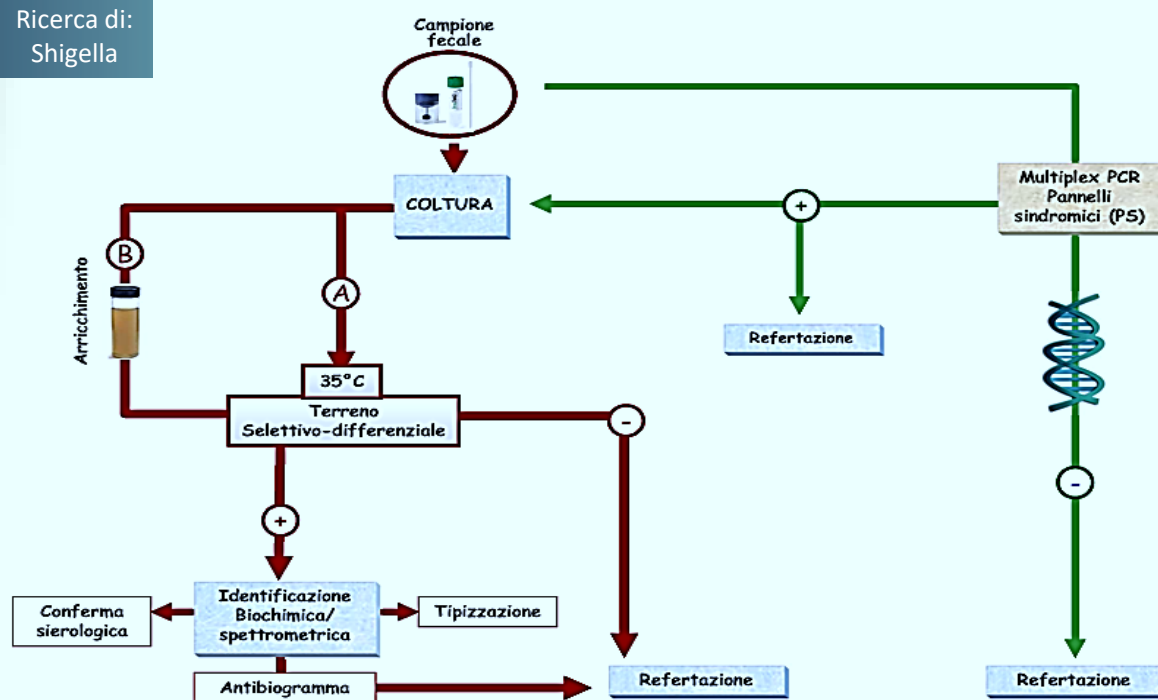 Ricerca di:
Shigella
Campione
fecale
COLTURA
Multiplex PCR
Pannelli
sindromici (PS)
+
B
A
Arricchimento
Refertazione
35°C
Terreno
Selettivo-differenziale
-
-
+
Identificazione
Biochimica/
spettrometrica
Conferma
sierologica
Tipizzazione
Antibiogramma
Refertazione
Refertazione